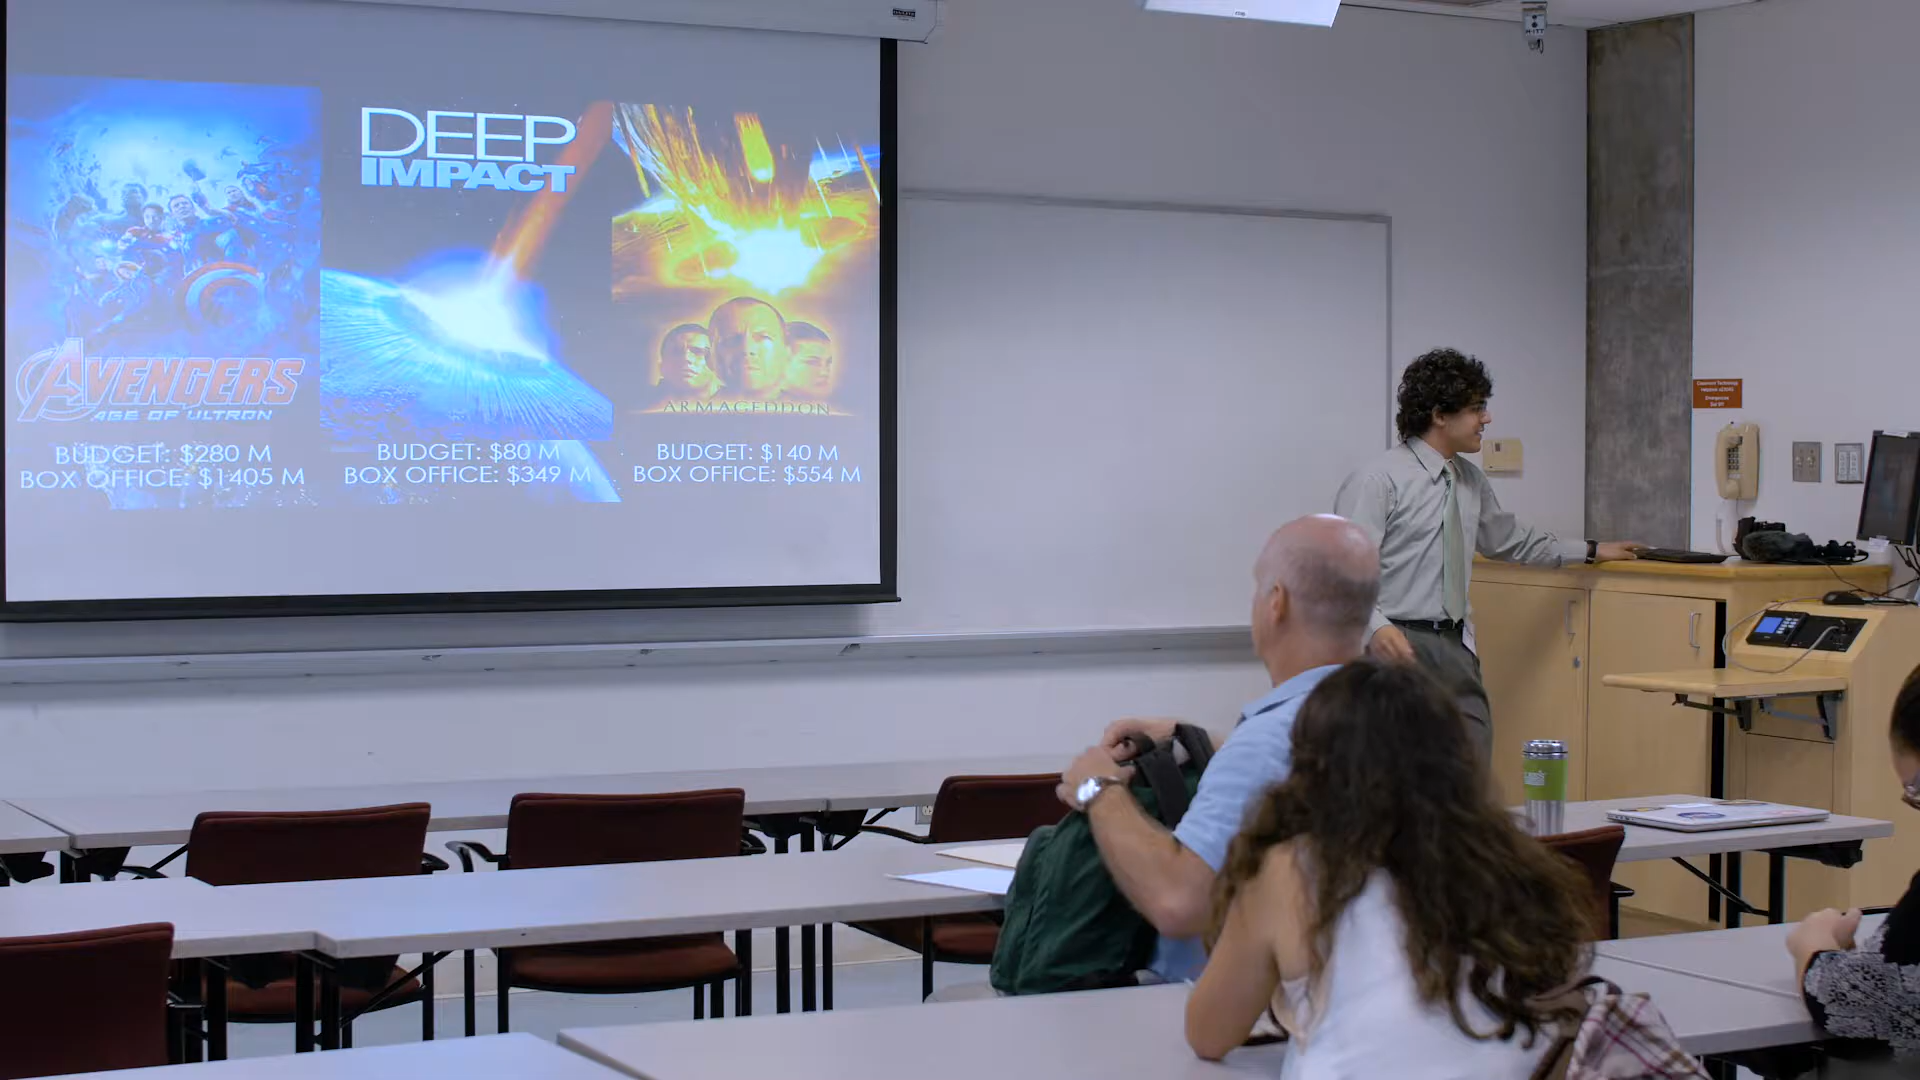 AVENGERS
AGE OF ULTRON
BUDGET: $280 M
BOX OFFICE: $1405 M
DEEP
IMPACT
BUDGET: $80 M
BOX OFFICE: $349 M
ARMAGEDDON
BUDGET: $140 M
BOX OFFICE: $554 M